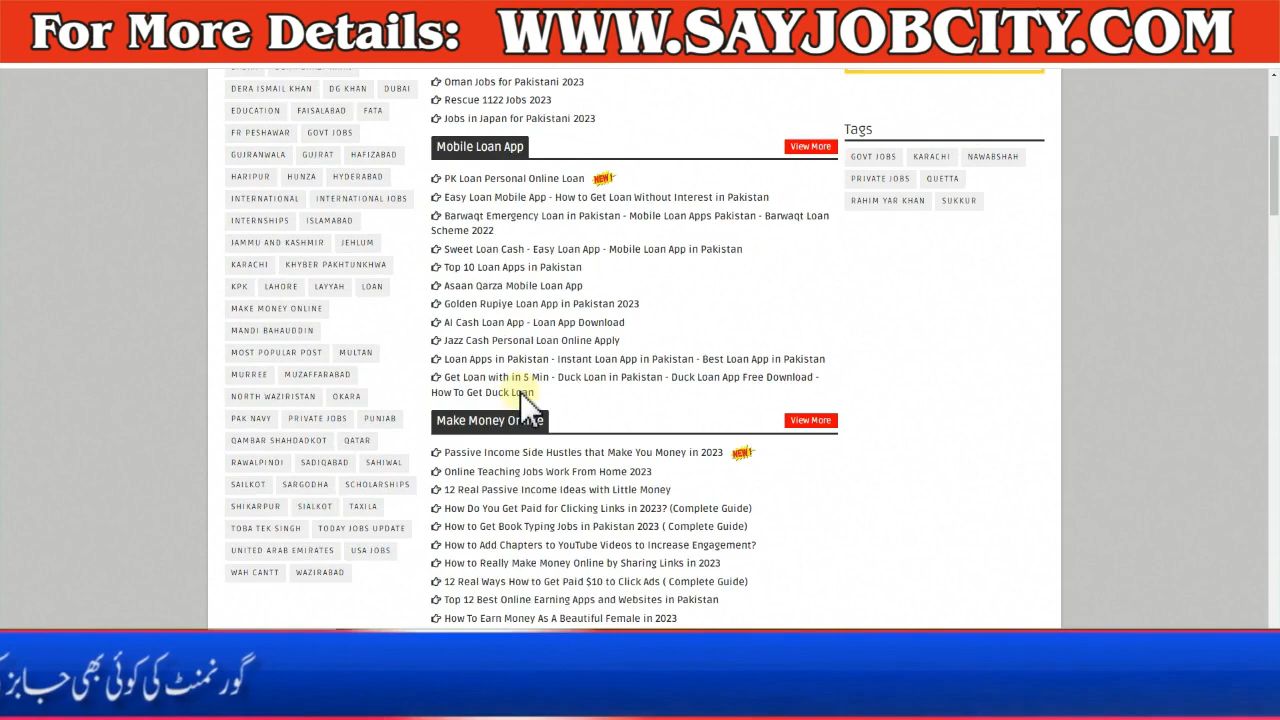 For More Details: WWW.SAYJOBCITY.COM
DERA ISMAIL KHAN DG KHAN DUBAI
EDUCATION FAISALABAD FATA
FR PESHAWAR GOVT JOBS
GUJRANWALA GUJRAT HAFIZABAD
HARIPUR HUNZA HYDERABAD
INTERNATIONAL INTERNATIONAL JOBS
INTERNSHIPS ISLAMABAD
JAMMU AND KASHMIR JEHLUM
KARACHI KHYBER PAKHTUNKHWA
KPK LAHORE LAYYAH LOAN
MAKE MONEY ONLINE
MANDI BAHAUDDIN
MOST POPULAR POST MULTAN
MURREE MUZAFFARABAD
NORTH WAZIRISTAN OKARA
PAK NAVY PRIVATE JOBS PUNJAB
QAMBAR SHAHDADKOT QATAR
RAWALPINDI SADIQABAD SAHIWAL
SAILKOT SARGODHA SCHOLARSHIPS
SHIKARPUR SIALKOT TAXILA
TOBA TEK SINGH TODAY JOBS UPDATE
UNITED ARAB EMIRATES USA JOBS
WAH CANTT WAZIRABAD
Oman Jobs for Pakistani 2023
Rescue 1122 Jobs 2023
Jobs in Japan for Pakistani 2023
Mobile Loan App View More
PK Loan Personal Online Loan NEW!
Easy Loan Mobile App - How to Get Loan Without Interest in Pakistan
Barwaqt Emergency Loan in Pakistan - Mobile Loan Apps Pakistan - Barwaqt Loan
Scheme 2022
Sweet Loan Cash - Easy Loan App - Mobile Loan App in Pakistan
Top 10 Loan Apps in Pakistan
Asaan Qarza Mobile Loan App
Golden Rupiye Loan App in Pakistan 2023
AI Cash Loan App - Loan App Download
Jazz Cash Personal Loan Online Apply
Loan Apps in Pakistan - Instant Loan App in Pakistan - Best Loan App in Pakistan
Get Loan with in 5 Min - Duck Loan in Pakistan - Duck Loan App Free Download -
How To Get Duck Loan
Make Money Online View More
Passive Income Side Hustles that Make You Money in 2023 NEW!
Online Teaching Jobs Work From Home 2023
12 Real Passive Income Ideas with Little Money
How Do You Get Paid for Clicking Links in 2023? (Complete Guide)
How to Get Book Typing Jobs in Pakistan 2023 ( Complete Guide)
How to Add Chapters to YouTube Videos to Increase Engagement?
How to Really Make Money Online by Sharing Links in 2023
12 Real Ways How to Get Paid $10 to Click Ads ( Complete Guide)
Top 12 Best Online Earning Apps and Websites in Pakistan
How To Earn Money As A Beautiful Female in 2023
Tags
GOVT JOBS KARACHI NAWABSHAH
PRIVATE JOBS QUETTA
RAHIM YAR KHAN SUKKUR
گورنمنٹ کی کوئی بھی جابز